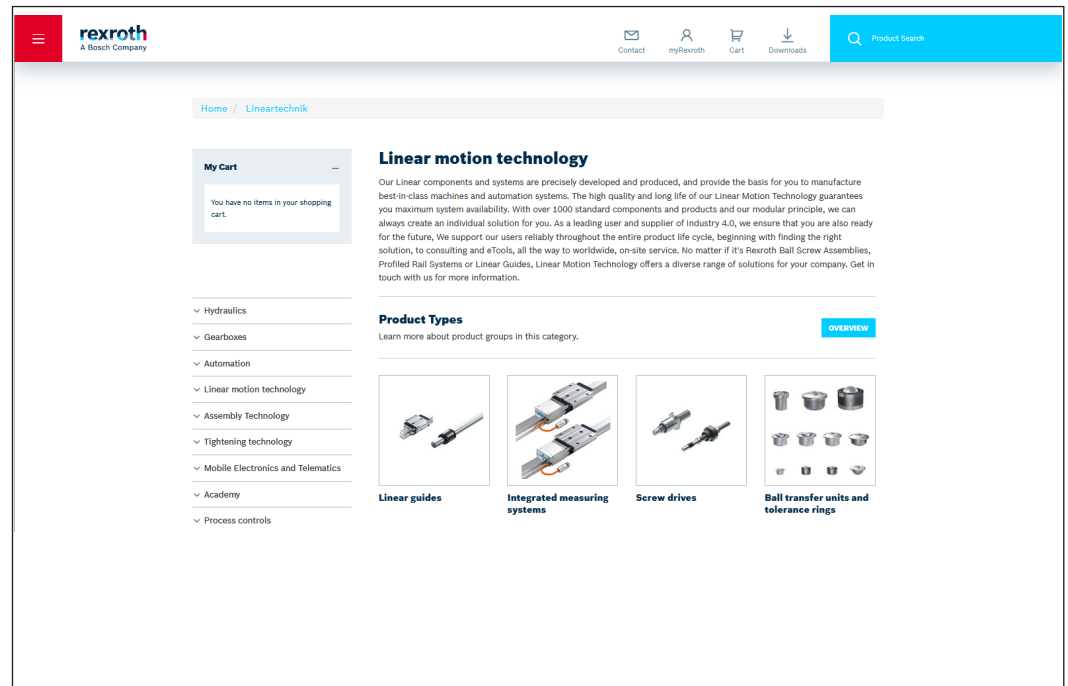 rexroth
A Bosch Company
Contact
myRexroth
Cart
Downloads
Product Search
Home / Lineartechnik
My Cart
You have no items in your shopping
cart.
Hydraulics
Gearboxes
Automation
Linear motion technology
Assembly Technology
Tightening technology
Mobile Electronics and Telematics
Academy
Process controls
Linear motion technology
Our Linear components and systems are precisely developed and produced, and provide the basis for you to manufacture
best-in-class machines and automation systems. The high quality and long life of our Linear Motion Technology guarantees
you maximum system availability. With over 1000 standard components and products and our modular principle, we can
always create an individual solution for you. As a leading user and supplier of Industry 4.0, we ensure that you are also ready
for the future, We support our users reliably throughout the entire product life cycle, beginning with finding the right
solution, to consulting and eTools, all the way to worldwide, on-site service. No matter if it's Rexroth Ball Screw Assemblies,
Profiled Rail Systems or Linear Guides, Linear Motion Technology offers a diverse range of solutions for your company. Get in
touch with us for more information.
Product Types
Learn more about product groups in this category.
OVERVIEW
Linear guides
Integrated measuring
systems
Screw drives
Ball transfer units and
tolerance rings